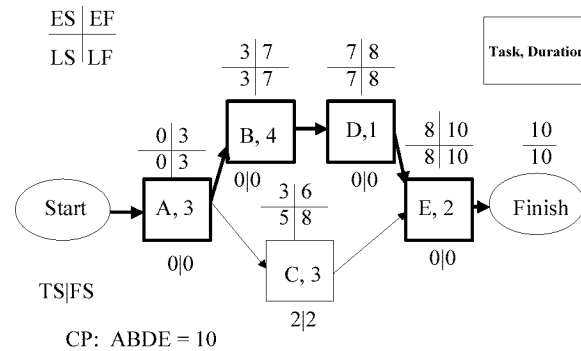 ES | EF
LS | LF
Task, Duration
3 | 7
3 | 7
7 | 8
7 | 8
B, 4
D,1
0 | 3
0 | 3
8 | 10
8 | 10
10
10
0|0
0|0
3 | 6
5 | 8
Start
A, 3
E, 2
Finish
C, 3
0|0
0|0
TS|FS
2|2
CP: ABDE = 10